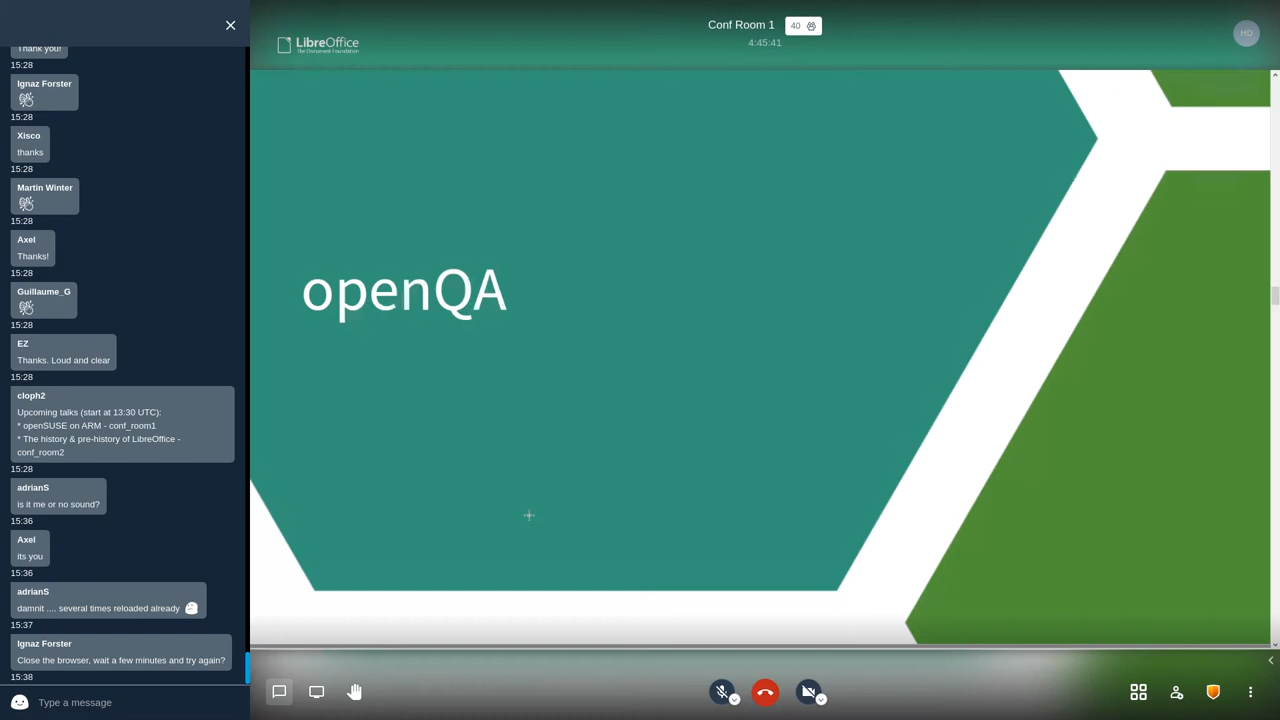 Thank you!
15:28
Ignaz Forster
15:28
Xisco
thanks
15:28
Martin Winter
15:28
Axel
Thanks!
15:28
Guillaume_G
15:28
EZ
Thanks. Loud and clear
15:28
cloph2
Upcoming talks (start at 13:30 UTC):
* openSUSE on ARM - conf_room1
* The history & pre-history of LibreOffice -
conf_room2
15:28
adrianS
is it me or no sound?
15:36
Axel
its you
15:36
adrianS
damnit .... several times reloaded already
15:37
Ignaz Forster
Close the browser, wait a few minutes and try again?
15:38
Type a message
LibreOffice
The Document Foundation
Conf Room 1
40
4:45:41
HD
openQA